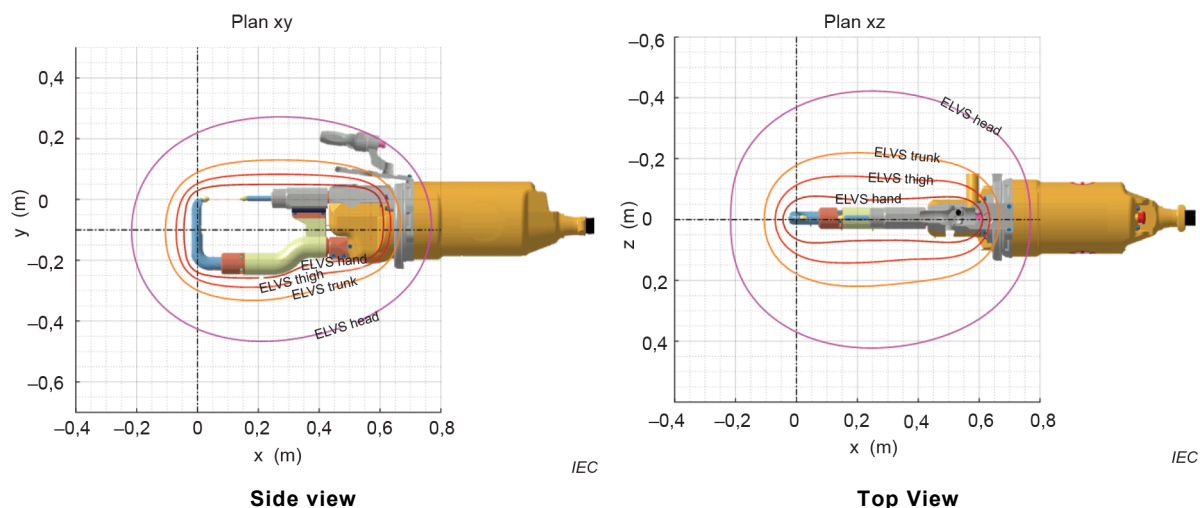 Plan xy
0,4
0,2
0
–0,2
–0,4
–0,6
y (m)
–0,4
–0,2
0
0,2
0,4
0,6
0,8
x (m)
ELVS hand
ELVS thigh
ELVS trunk
ELVS head
IEC
Side view
Plan xz
–0,6
–0,4
–0,2
0
0,2
0,4
z (m)
–0,4
–0,2
0
0,2
0,4
0,6
0,8
x (m)
ELVS head
ELVS trunk
ELVS thigh
ELVS hand
IEC
Top View